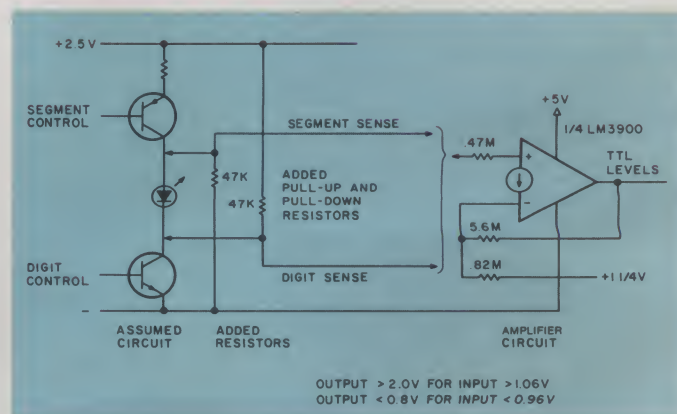 +2.5V
SEGMENT
CONTROL
SEGMENT SENSE
47K
47K
ADDED
PULL-UP AND
PULL-DOWN
RESISTORS
DIGIT
CONTROL
DIGIT SENSE
-
ASSUMED
CIRCUIT
ADDED
RESISTORS
+5V
1/4 LM3900
.47M
+
-
TTL
LEVELS
5.6M
.82M
+1 1/4V
AMPLIFIER
CIRCUIT
OUTPUT >2.0V FOR INPUT >1.06V
OUTPUT <0.8V FOR INPUT <0.96V